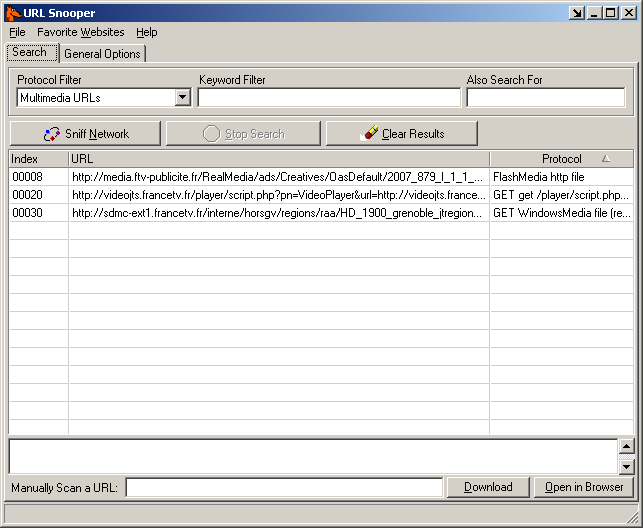 URL Snooper
File Favorite Websites Help
Search General Options
Protocol Filter Keyword Filter Also Search For
Multimedia URLs
Sniff Network Stop Search Clear Results
Index URL Protocol
00008 http://media.ftv-publicite.fr/RealMedia/ads/Creatives/OasDefault/2007_879_I_1_1_... FlashMedia http file
00020 http://videojts.francetv.fr/player/script.php?pn=VideoPlayer&url=http://videojts.france... GET get /player/script.php...
00030 http://sdmc-ext1.francetv.fr/interne/horsgv/regions/raa/HD_1900_grenoble_jtregion... GET WindowsMedia file (re...
Manually Scan a URL: Download Open in Browser